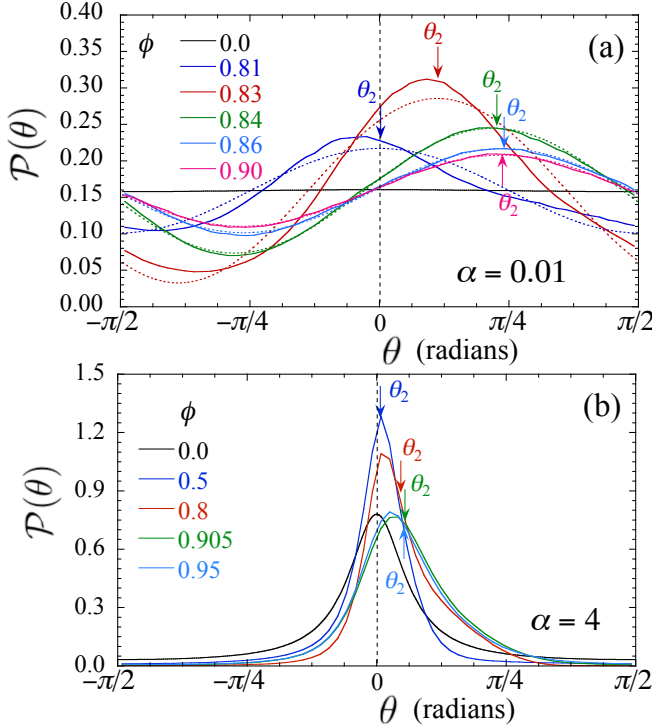 0.40
0.35
0.30
0.25
0.20
0.15
0.10
0.05
0.00
P(θ)
ϕ
0.0
0.81
0.83
0.84
0.86
0.90
θ₂
θ₂
θ₂
θ₂
θ₂
(a)
α = 0.01
−π/2
−π/4
0
π/4
π/2
θ (radians)
1.5
1.2
0.9
0.6
0.3
0.0
P(θ)
ϕ
0.0
0.5
0.8
0.905
0.95
θ₂
θ₂
θ₂
θ₂
(b)
α = 4
−π/2
−π/4
0
π/4
π/2
θ (radians)